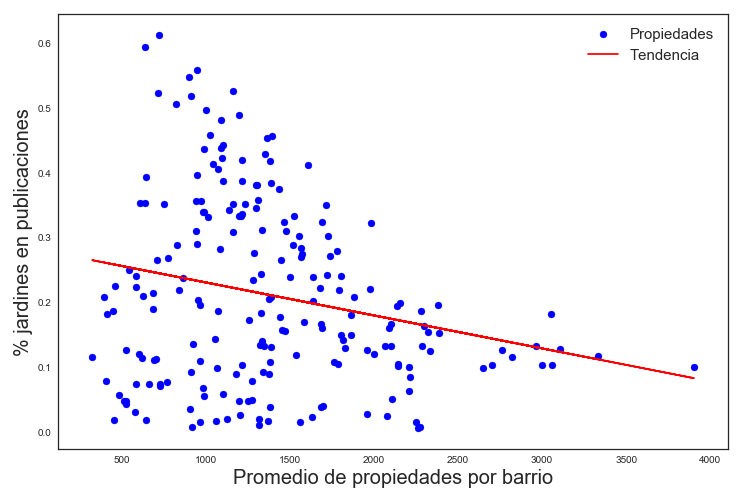 Propiedades
Tendencia
% jardines en publicaciones
0.6
0.5
0.4
0.3
0.2
0.1
0.0
500 1000 1500 2000 2500 3000 3500 4000
Promedio de propiedades por barrio